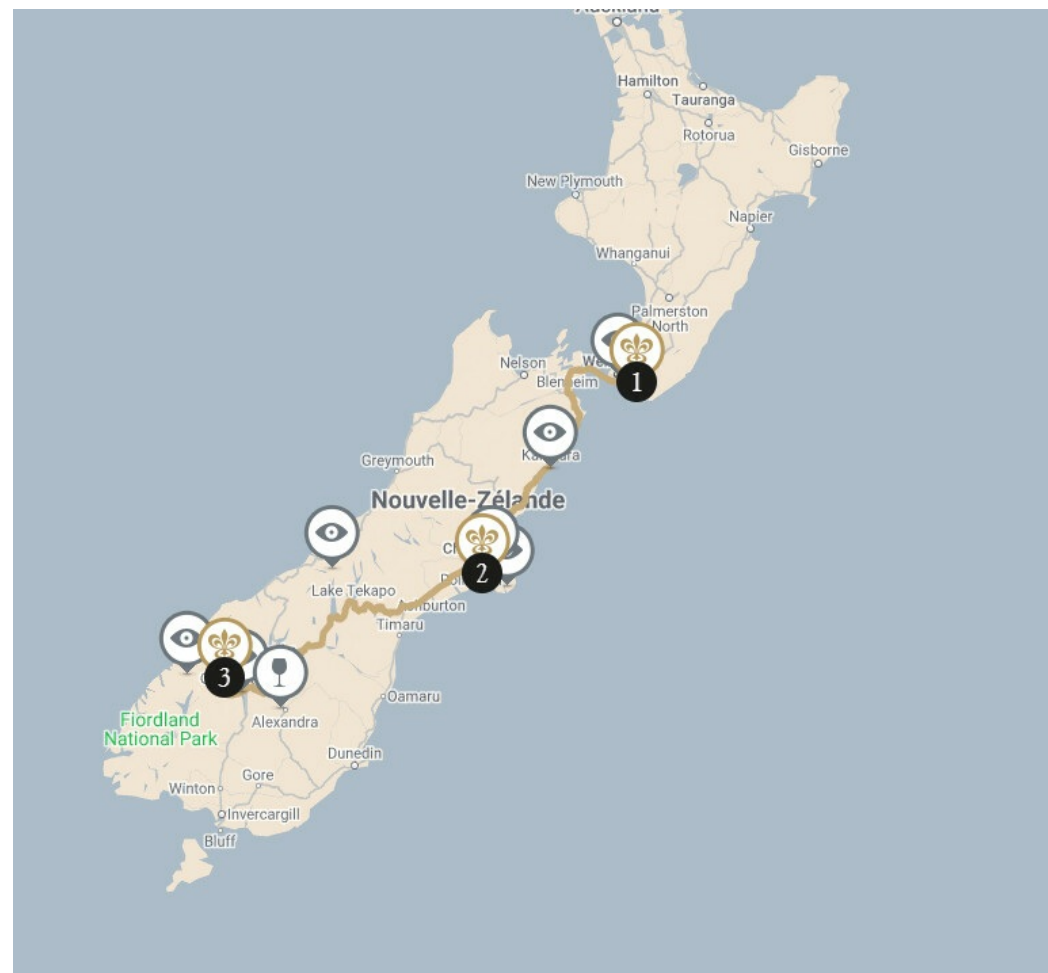 Hamilton
Tauranga
Rotorua
Gisborne
New Plymouth
Napier
Whanganui
Palmerston
North
Nelson
Blenheim
1
Greymouth
Nouvelle-Zélande
2
Lake Tekapo
Ashburton
Timaru
3
Oamaru
Alexandra
Fiordland
National Park
Dunedin
Gore
Winton
Invercargill
Bluff